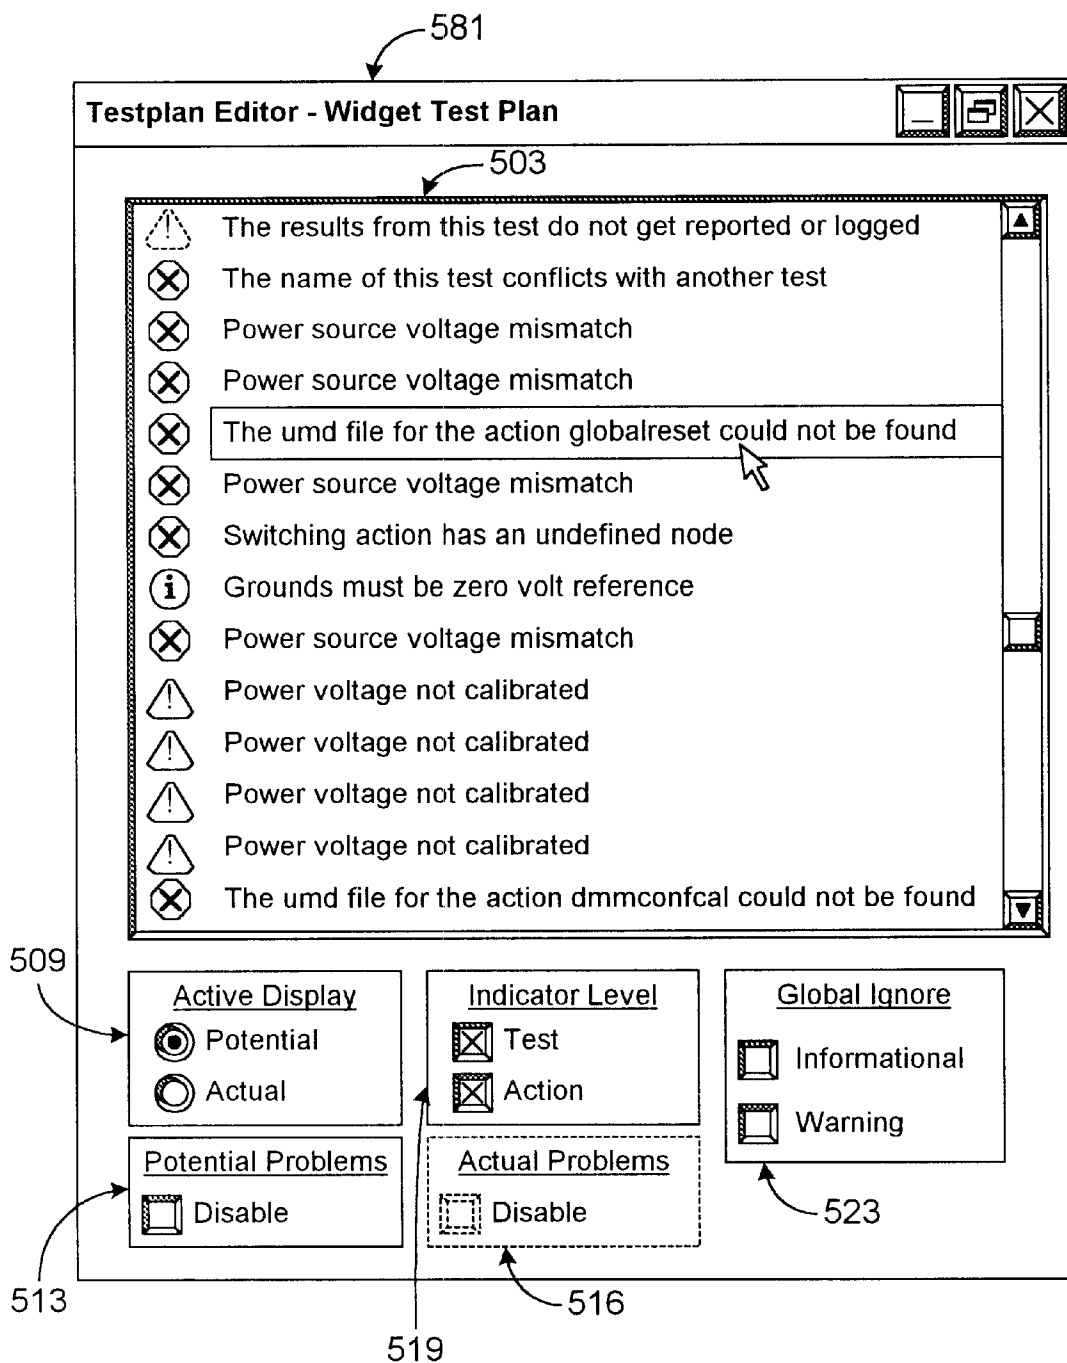 581
Testplan Editor - Widget Test Plan
503
The results from this test do not get reported or logged
The name of this test conflicts with another test
Power source voltage mismatch
Power source voltage mismatch
The umd file for the action globalreset could not be found
Power source voltage mismatch
Switching action has an undefined node
Grounds must be zero volt reference
Power source voltage mismatch
Power voltage not calibrated
Power voltage not calibrated
Power voltage not calibrated
Power voltage not calibrated
The umd file for the action dmmconfcal could not be found
509
Active Display
Potential
Actual
Indicator Level
Test
Action
Global Ignore
Informational
Warning
Potential Problems
Disable
Actual Problems
Disable
523
513
516
519